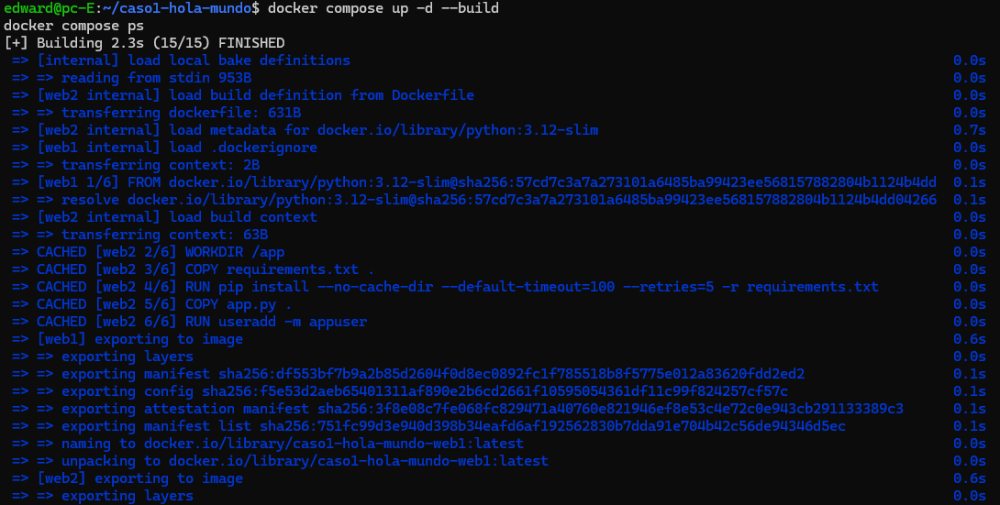 edward@pc-E:~/caso1-hola-mundo$ docker compose up -d --build
docker compose ps
[+] Building 2.3s (15/15) FINISHED
=> [internal] load local bake definitions 0.0s
=> => reading from stdin 953B 0.0s
=> [web2 internal] load build definition from Dockerfile 0.0s
=> => transferring dockerfile: 631B 0.0s
=> [web2 internal] load metadata for docker.io/library/python:3.12-slim 0.7s
=> [web1 internal] load .dockerignore 0.0s
=> => transferring context: 2B 0.0s
=> [web1 1/6] FROM docker.io/library/python:3.12-slim@sha256:57cd7c3a7a273101a6485ba99423ee568157882804b1124b4dd 0.1s
=> => resolve docker.io/library/python:3.12-slim@sha256:57cd7c3a7a273101a6485ba99423ee568157882804b1124b4dd04266 0.1s
=> [web2 internal] load build context 0.0s
=> => transferring context: 63B 0.0s
=> CACHED [web2 2/6] WORKDIR /app 0.0s
=> CACHED [web2 3/6] COPY requirements.txt . 0.0s
=> CACHED [web2 4/6] RUN pip install --no-cache-dir --default-timeout=100 --retries=5 -r requirements.txt 0.0s
=> CACHED [web2 5/6] COPY app.py . 0.0s
=> CACHED [web2 6/6] RUN useradd -m appuser 0.0s
=> [web1] exporting to image 0.6s
=> => exporting layers 0.0s
=> => exporting manifest sha256:df553bf7b9a2b85d2604f0d8ec0892fc1f785518b8f5775e012a83620fdd2ed2 0.1s
=> => exporting config sha256:f5e53d2aeb65401311af890e2b6cd2661f10595054361df11c99f824257cf57c 0.1s
=> => exporting attestation manifest sha256:3f8e08c7fe068fc829471a40760e821946ef8e53c4e72c0e943cb291133389c3 0.1s
=> => exporting manifest list sha256:751fc99d3e940d398b34eafd6af192562830b7dda91e704b42c56de94346d5ec 0.1s
=> => naming to docker.io/library/caso1-hola-mundo-web1:latest 0.0s
=> => unpacking to docker.io/library/caso1-hola-mundo-web1:latest 0.0s
=> [web2] exporting to image 0.6s
=> => exporting layers 0.0s